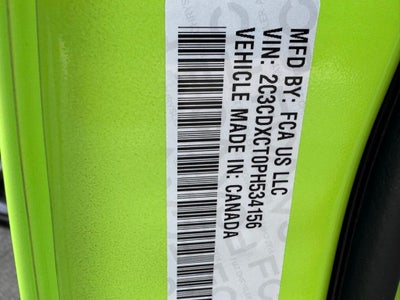 MFD BY: FCA US LLC
VIN: 2C3CDXCT0PH534156
VEHICLE MADE IN: CANADA